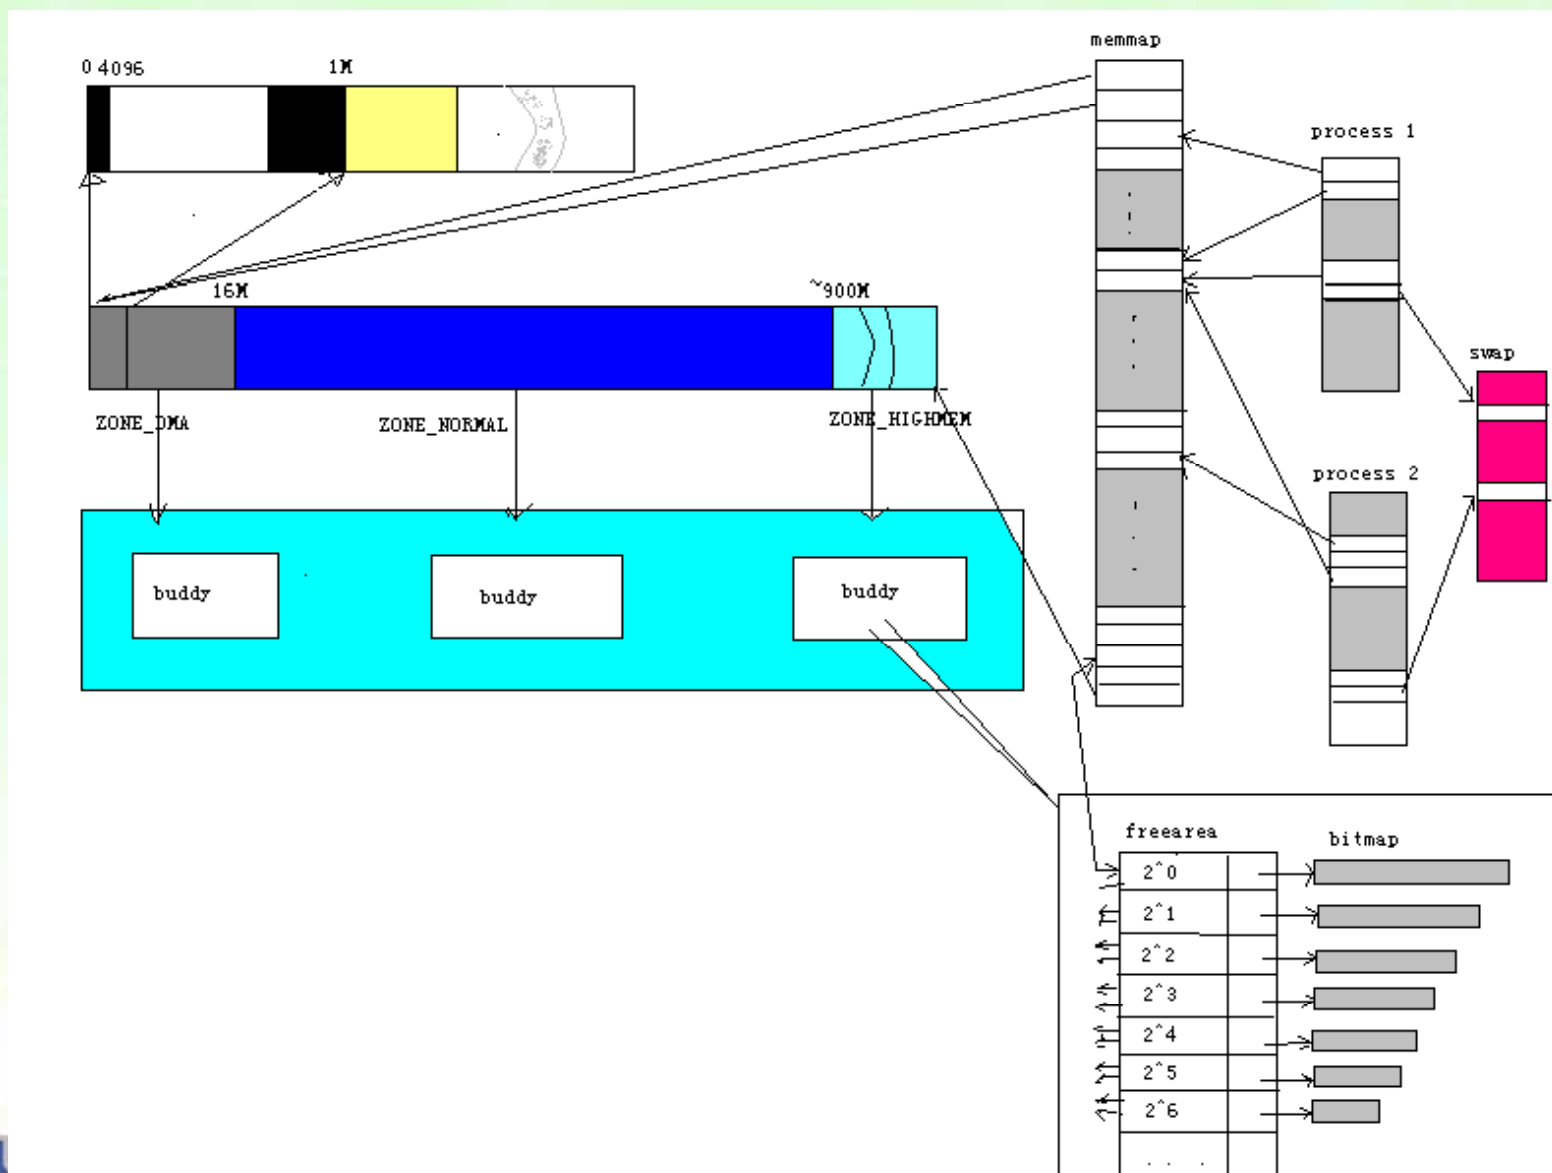 memmap
0 4096
1M
process 1
16M
~900M
swap
ZONE_DMA
ZONE_NORMAL
ZONE_HIGHMEM
process 2
buddy
buddy
buddy
freearea
bitmap
2^0
2^1
2^2
2^3
2^4
2^5
2^6
. . .